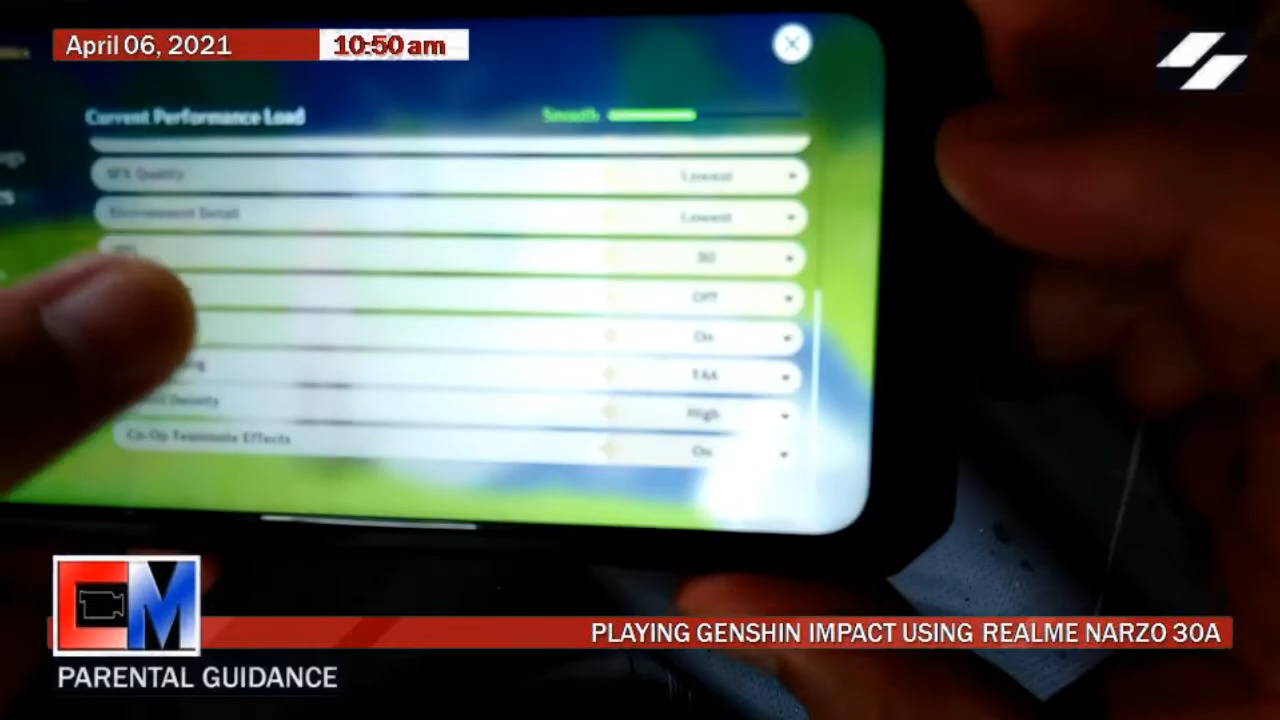 April 06, 2021 10:50 am
Current Performance Load Smooth
SFX Quality Lowest
Environment Detail Lowest
30
OFF
On
TAA
High
Co-Op Teammate Effects On
CM
PLAYING GENSHIN IMPACT USING REALME NARZO 30A
PARENTAL GUIDANCE